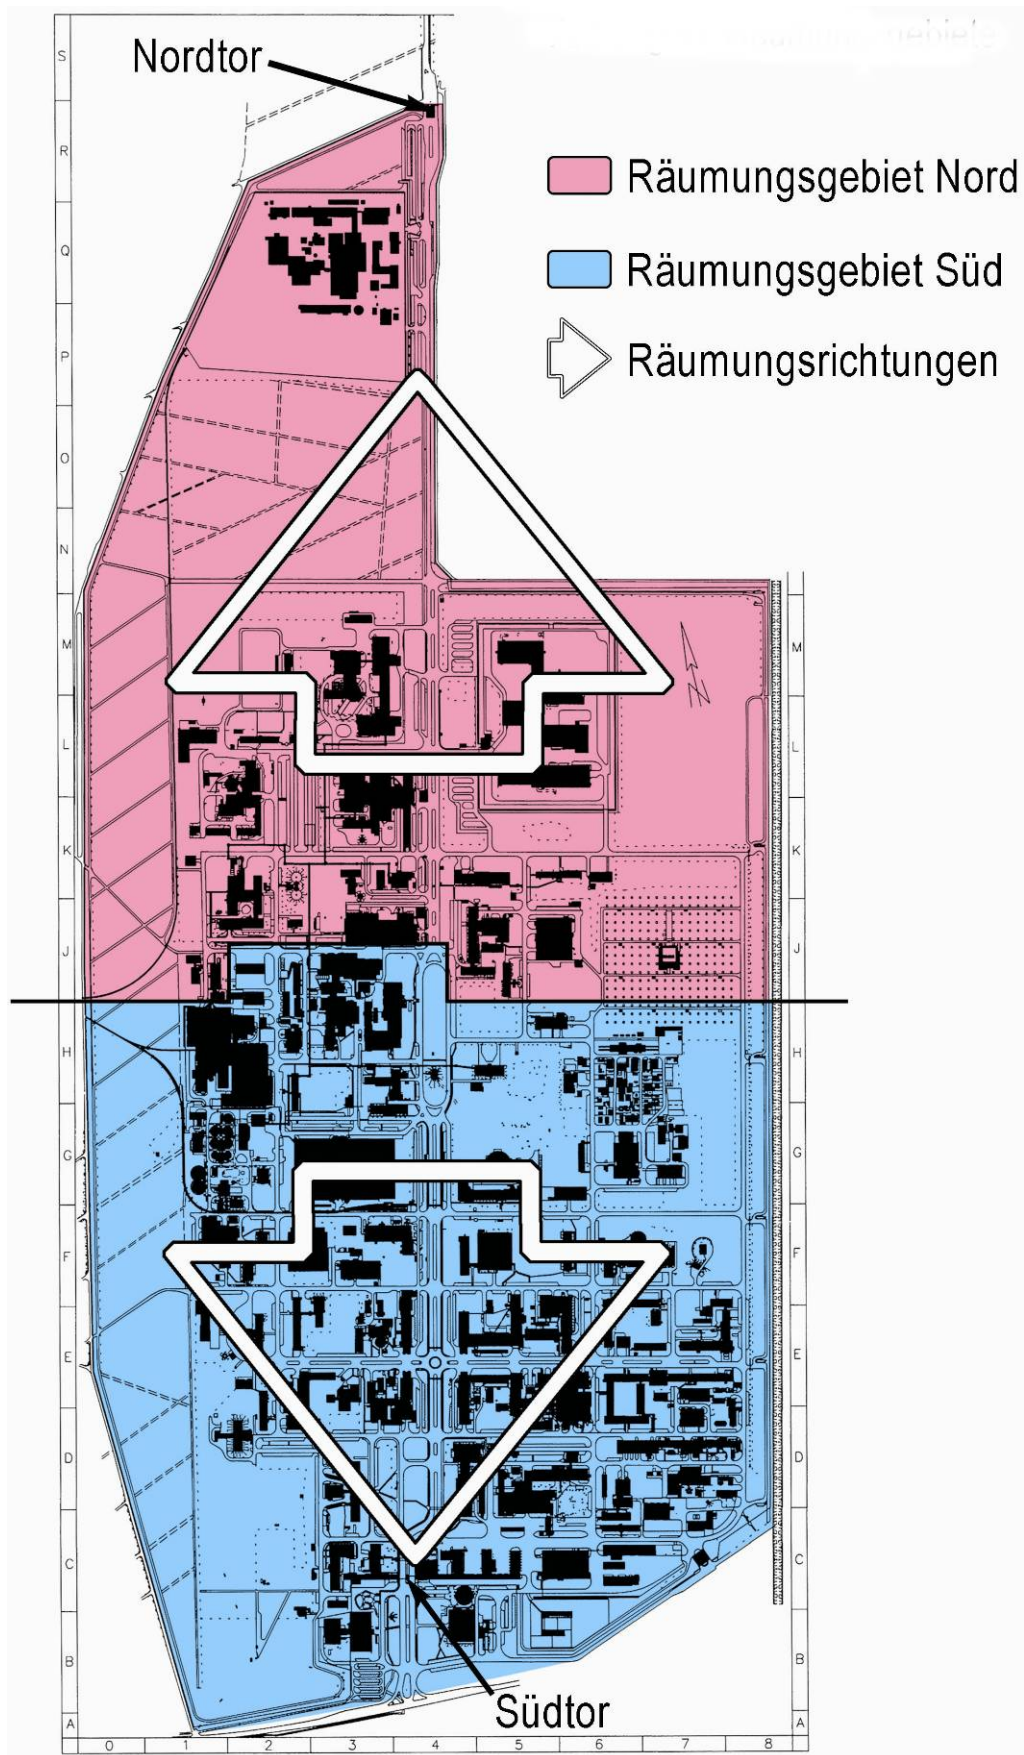 Nordtor
Räumungsgebiet Nord
Räumungsgebiet Süd
Räumungsrichtungen
S
R
Q
P
O
N
M
M
N
L
L
K
K
J
J
H
H
G
G
F
F
E
E
D
D
C
C
B
B
Südtor
A
A
0 1 2 3 4 5 6 7 8